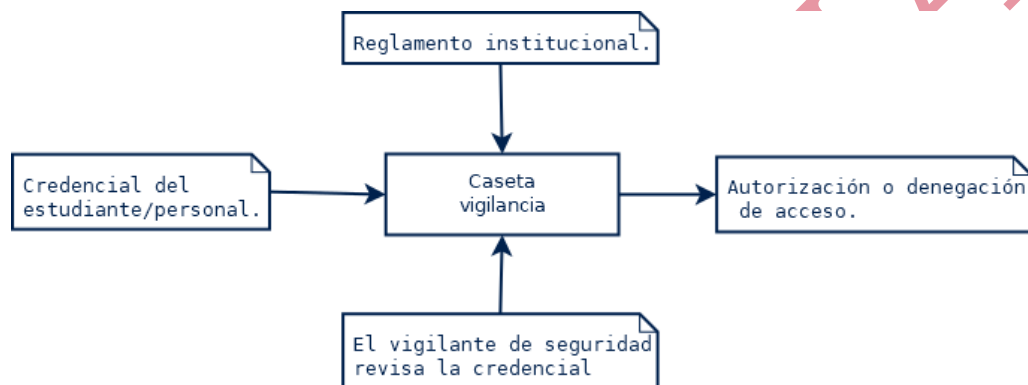 Reglamento institucional.
Credencial del
estudiante/personal.
Caseta
vigilancia
Autorización o denegación
de acceso.
El vigilante de seguridad
revisa la credencial